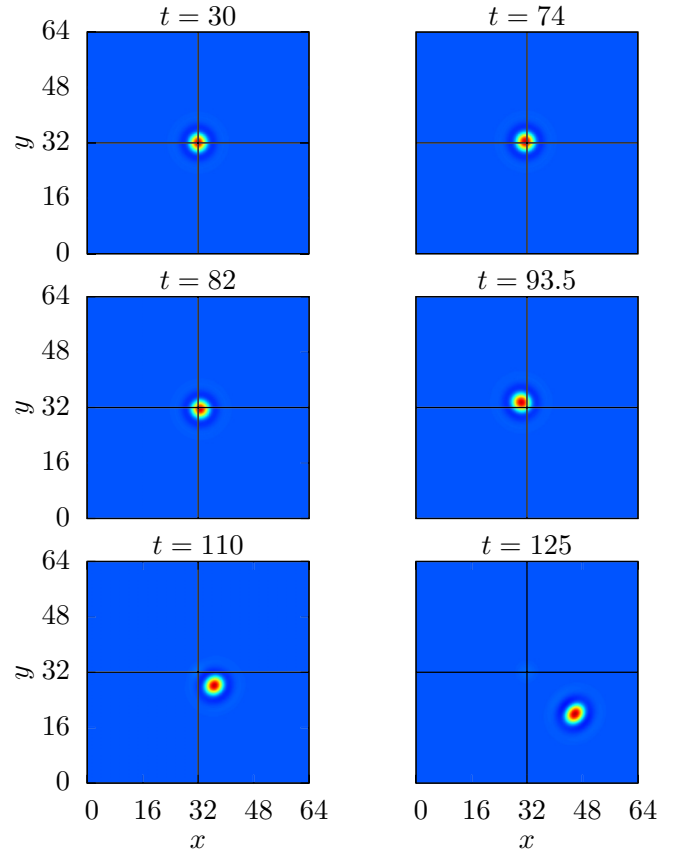 t = 30
t = 74
64
48
y 32
16
0
t = 82
t = 93.5
64
48
y 32
16
0
t = 110
t = 125
64
48
y 32
16
0
0 16 32 48 64
0 16 32 48 64
x
x